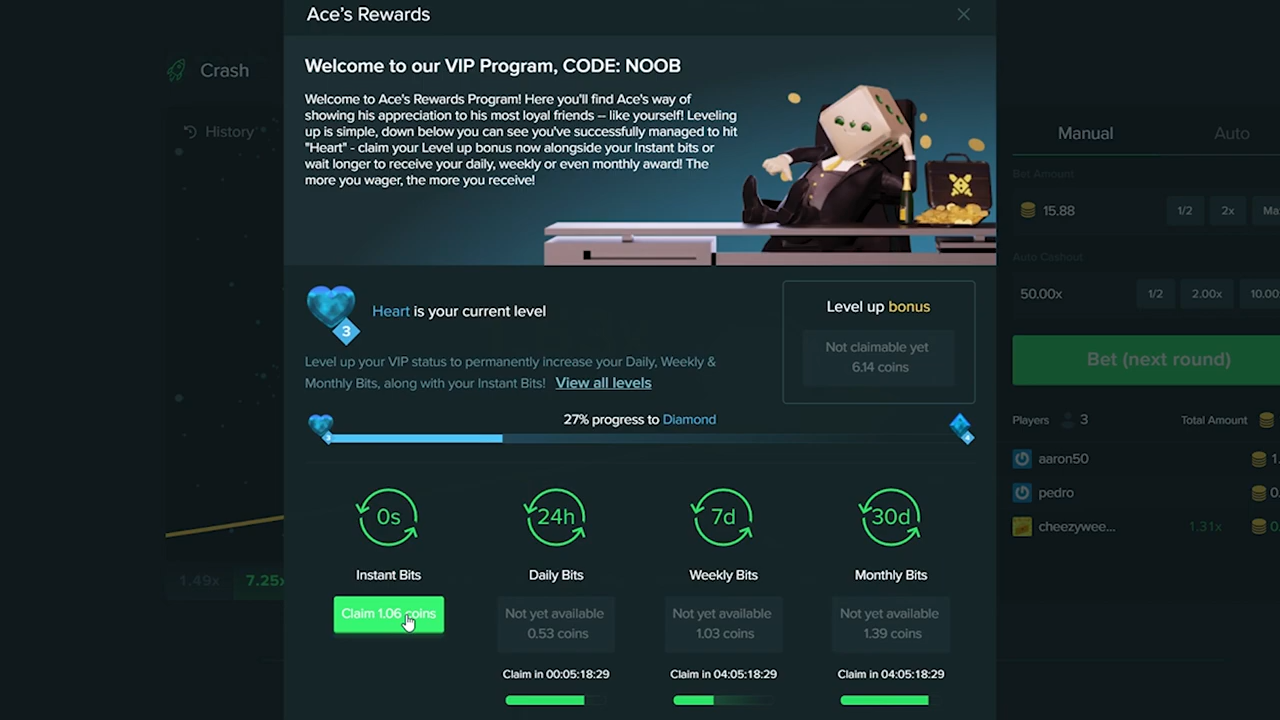 Ace's Rewards
Crash
Welcome to our VIP Program, CODE: NOOB
Welcome to Ace's Rewards Program! Here you'll find Ace's way of
showing his appreciation to his most loyal friends -- like yourself! Leveling
up is simple, down below you can see you've successfully managed to hit
"Heart" - claim your Level up bonus now alongside your Instant bits or
wait longer to receive your daily, weekly or even monthly award! The
more you wager, the more you receive!
History
Manual Auto
Bet Amount
15.88 1/2 2x
Auto Cashout
50.00x 1/2 2.00x
Bet (next round)
Heart is your current level
3
Level up bonus
Not claimable yet
6.14 coins
Level up your VIP status to permanently increase your Daily, Weekly &
Monthly Bits, along with your Instant Bits! View all levels
27% progress to Diamond
3 4
Players 3 Total Amount
aaron50
pedro
cheezywee... 1.31x
0s 24h 7d 30d
Instant Bits Daily Bits Weekly Bits Monthly Bits
1.49x 7.25x
Claim 1.06 coins
Not yet available Not yet available Not yet available
0.53 coins 1.03 coins 1.39 coins
Claim in 00:05:18:29 Claim in 04:05:18:29 Claim in 04:05:18:29